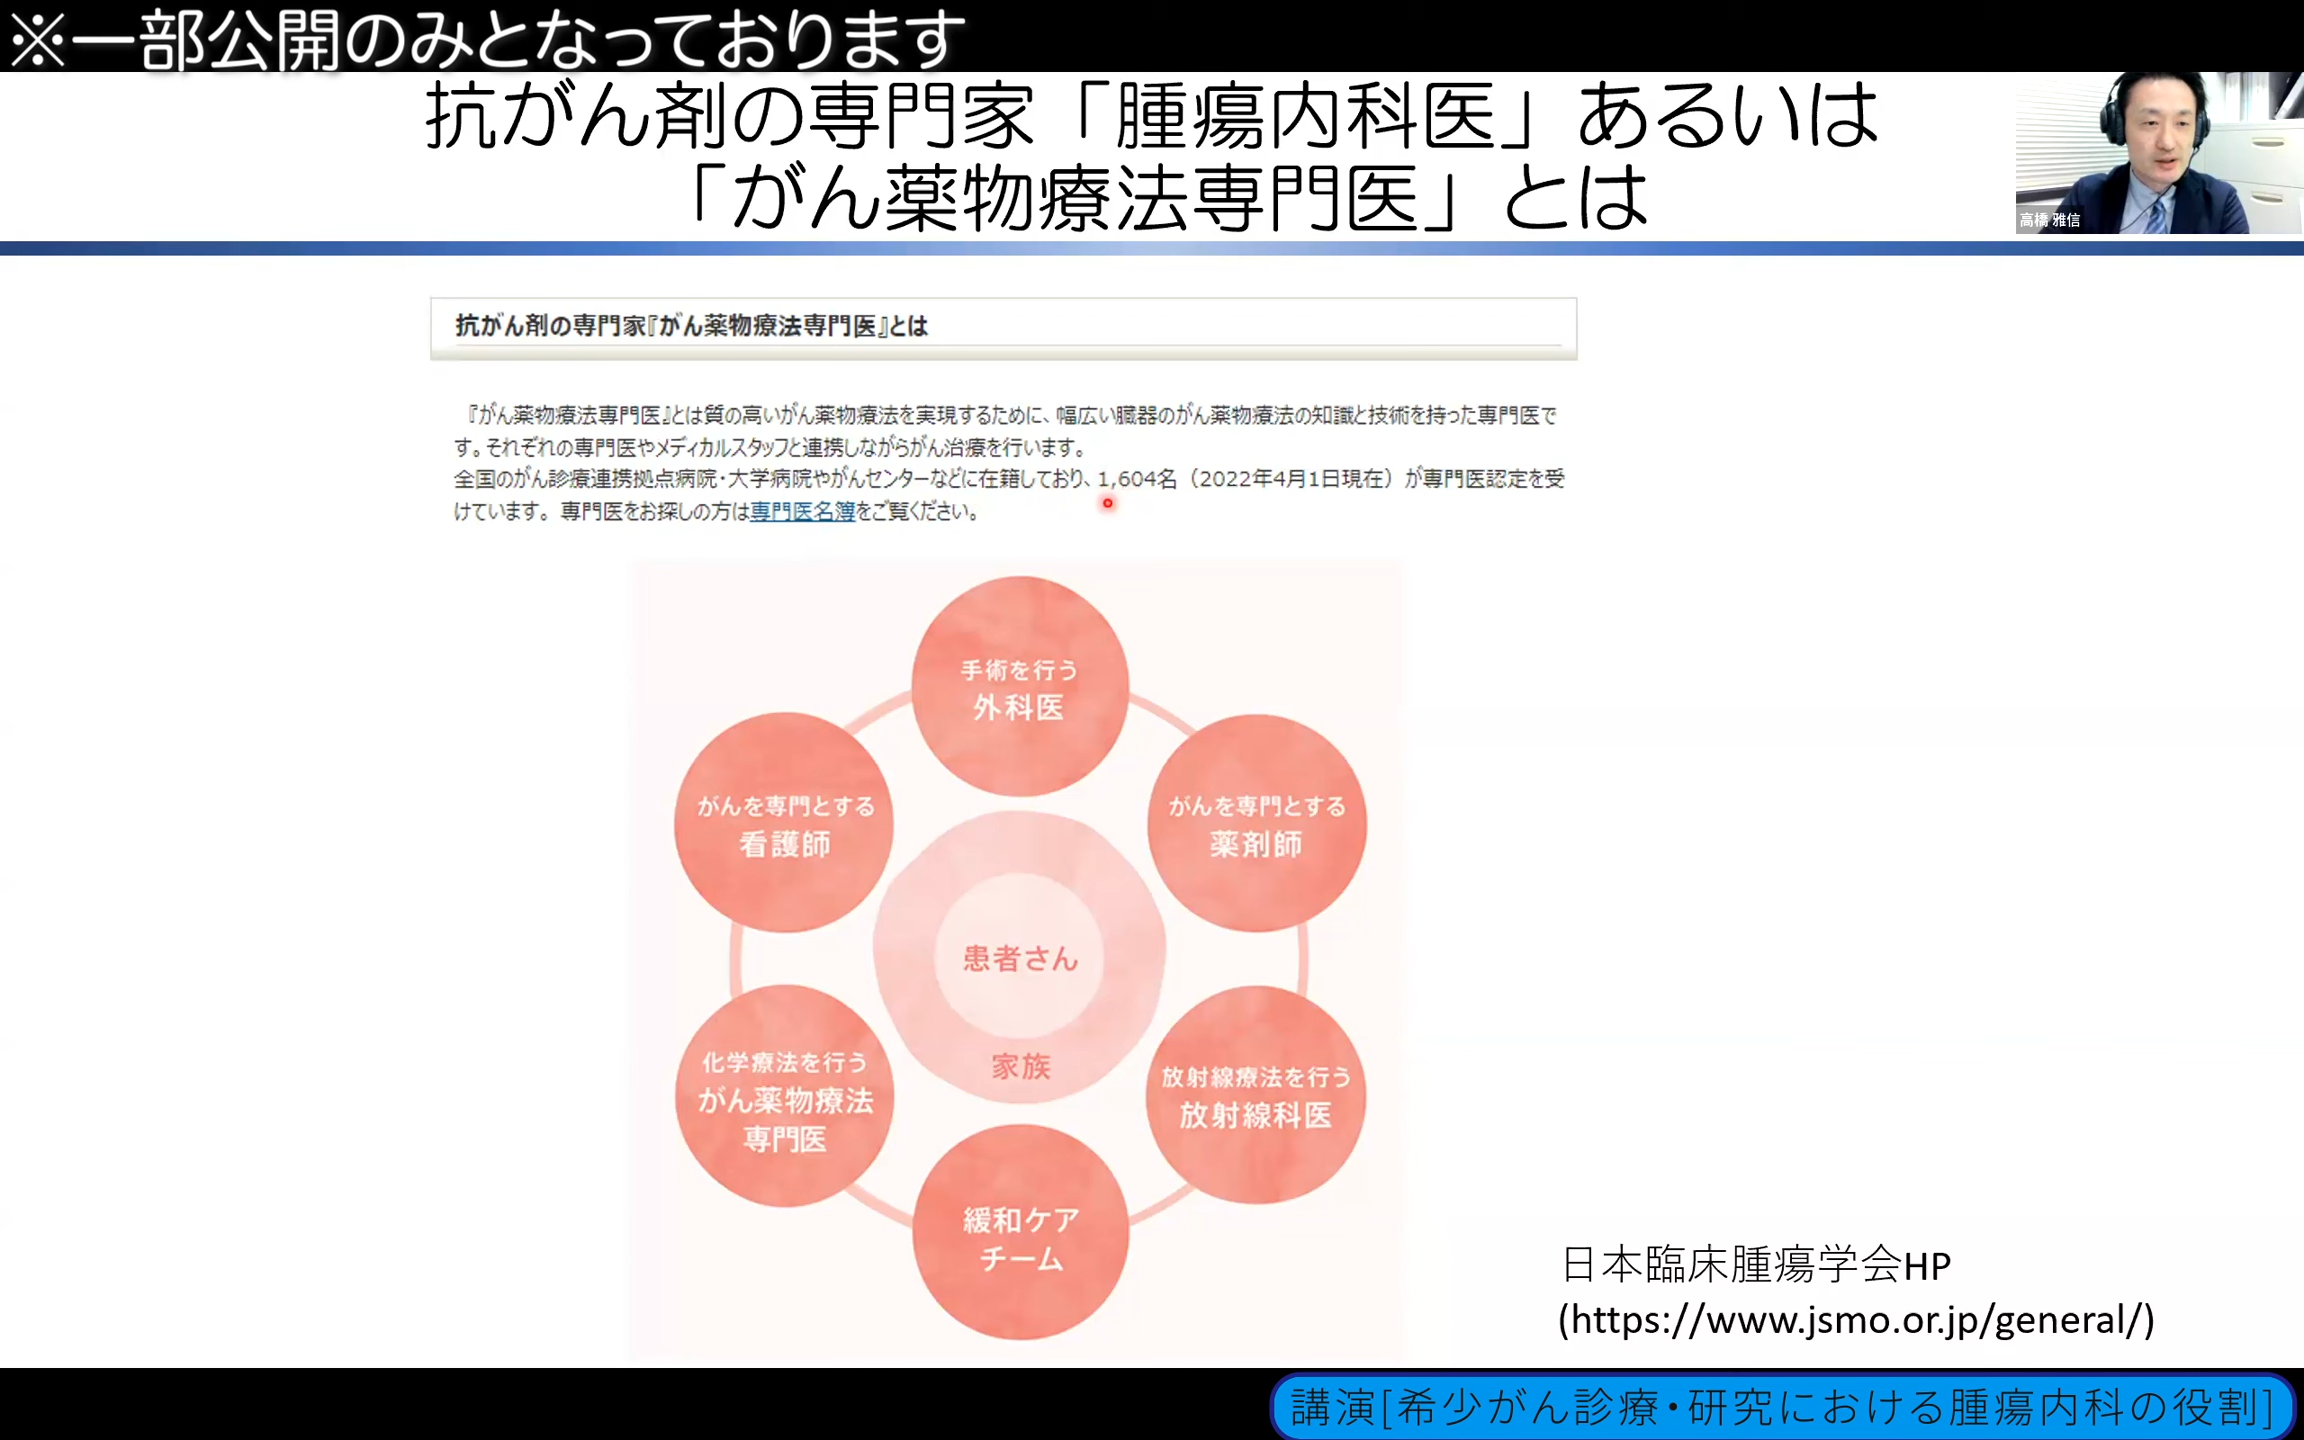 ※一部公開のみとなっております
抗がん剤の専門家「腫瘍内科医」あるいは
「がん薬物療法専門医」とは
高橋 雅信
抗がん剤の専門家『がん薬物療法専門医』とは
『がん薬物療法専門医』とは質の高いがん薬物療法を実現するために、幅広い臓器のがん薬物療法の知識と技術を持った専門医で
す。それぞれの専門医やメディカルスタッフと連携しながらがん治療を行います。
全国のがん診療連携拠点病院・大学病院やがんセンターなどに在籍しており、1,604名（2022年4月1日現在）が専門医認定を受
けています。専門医をお探しの方は専門医名簿をご覧ください。
手術を行う
外科医
がんを専門とする
看護師
がんを専門とする
薬剤師
患者さん
家族
化学療法を行う
がん薬物療法
専門医
放射線療法を行う
放射線科医
緩和ケア
チーム
日本臨床腫瘍学会HP
(https://www.jsmo.or.jp/general/)
講演[希少がん診療・研究における腫瘍内科の役割]